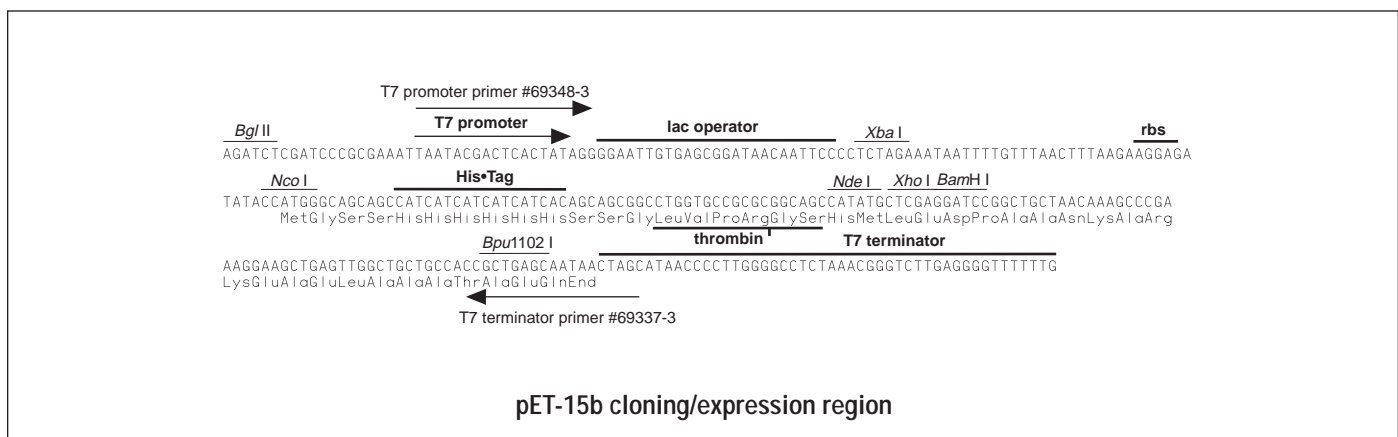 T7 promoter primer #69348-3
Bgl II T7 promoter lac operator Xba I rbs
AGATCTCGATCCCGCGAAATTAATACGACTCACTATAGGGGAATTGTGAGCGGATAACAATTCCCCTCTAGAAATAATTTTGTTTAACTTTAAGAAGGAGA
Nco I His•Tag Nde I Xho I BamH I
TATACCATGGGCAGCAGCCATCATCATCATCATCACAGCAGCGGCCTGGTGCCGCGCGGCAGCCATATGCTCGAGGATCCGGCTGCTAACAAAGCCCGA
MetGlySerSerHisHisHisHisHisHisSerSerGlyLeuValProArgGlySerHisMetLeuGluAspProAlaAlaAsnLysAlaArg
Bpu1102 I thrombin T7 terminator
AAGGAAGCTGAGTTGGCTGCTGCCACCGCTGAGCAATAACTAGCATAACCCCTTGGGGCCTCTAAACGGGTCTTGAGGGGTTTTTTG
LysGluAlaGluLeuAlaAlaAlaThrAlaGluGlnEnd
T7 terminator primer #69337-3
pET-15b cloning/expression region